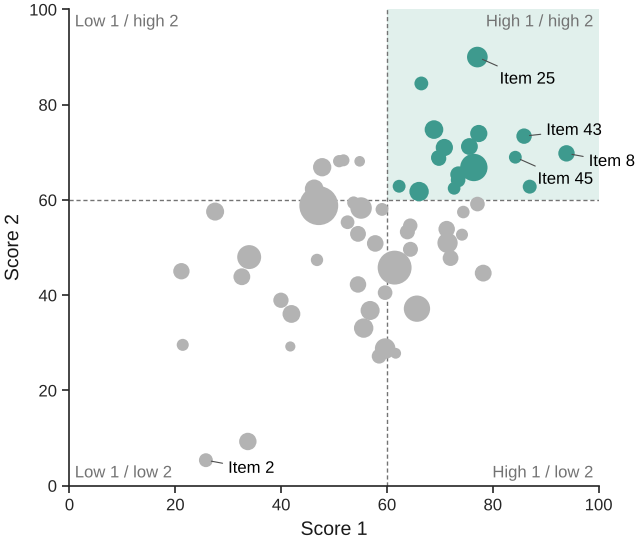 100
Low 1 / high 2
High 1 / high 2
Item 25
80
Item 43
Item 8
Item 45
60
Score 2
40
20
Item 2
Low 1 / low 2
High 1 / low 2
0
0
20
40
60
80
100
Score 1